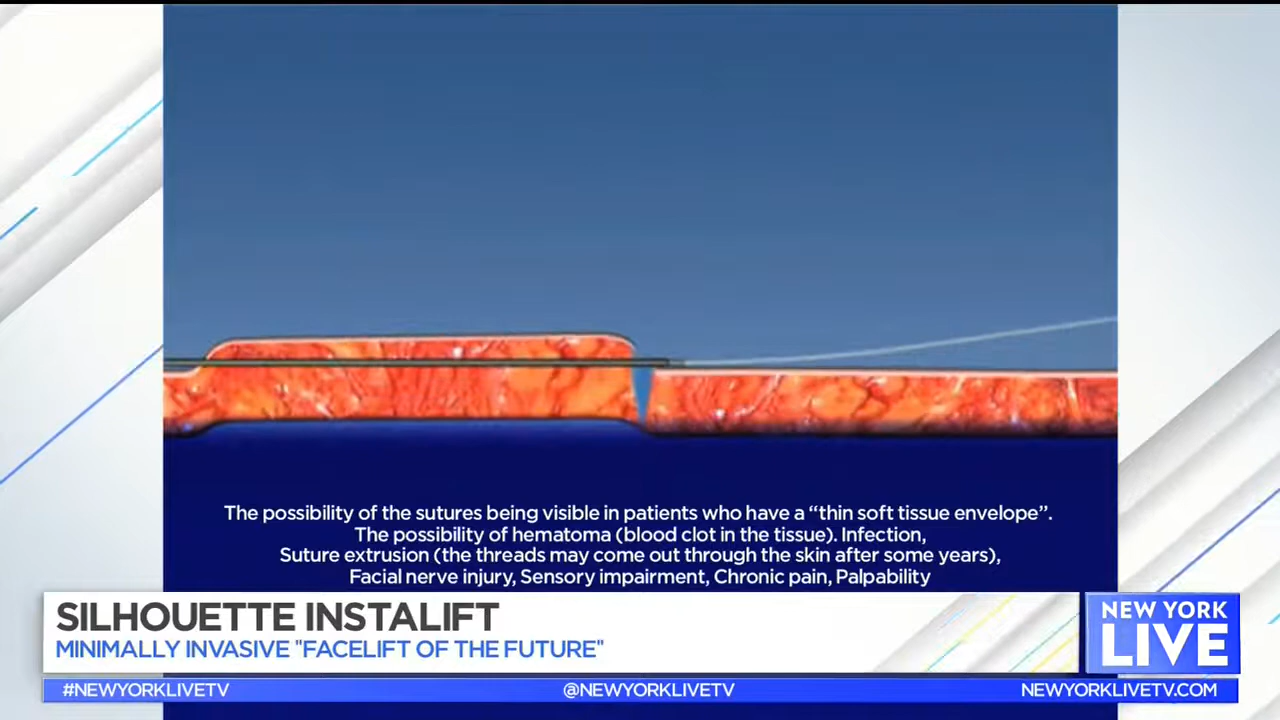 The possibility of the sutures being visible in patients who have a “thin soft tissue envelope”.
The possibility of hematoma (blood clot in the tissue). Infection,
Suture extrusion (the threads may come out through the skin after some years),
Facial nerve injury, Sensory impairment, Chronic pain, Palpability
SILHOUETTE INSTALIFT
MINIMALLY INVASIVE "FACELIFT OF THE FUTURE"
NEW YORK
LIVE
#NEWYORKLIVETV
@NEWYORKLIVETV
NEWYORKLIVETV.COM